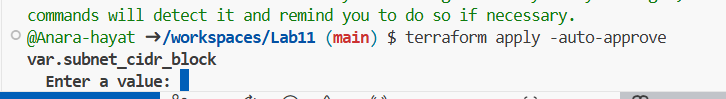 commands will detect it and remind you to do so if necessary.
@Anara-hayat ➜/workspaces/Lab11 (main) $ terraform apply -auto-approve
var.subnet_cidr_block
Enter a value: